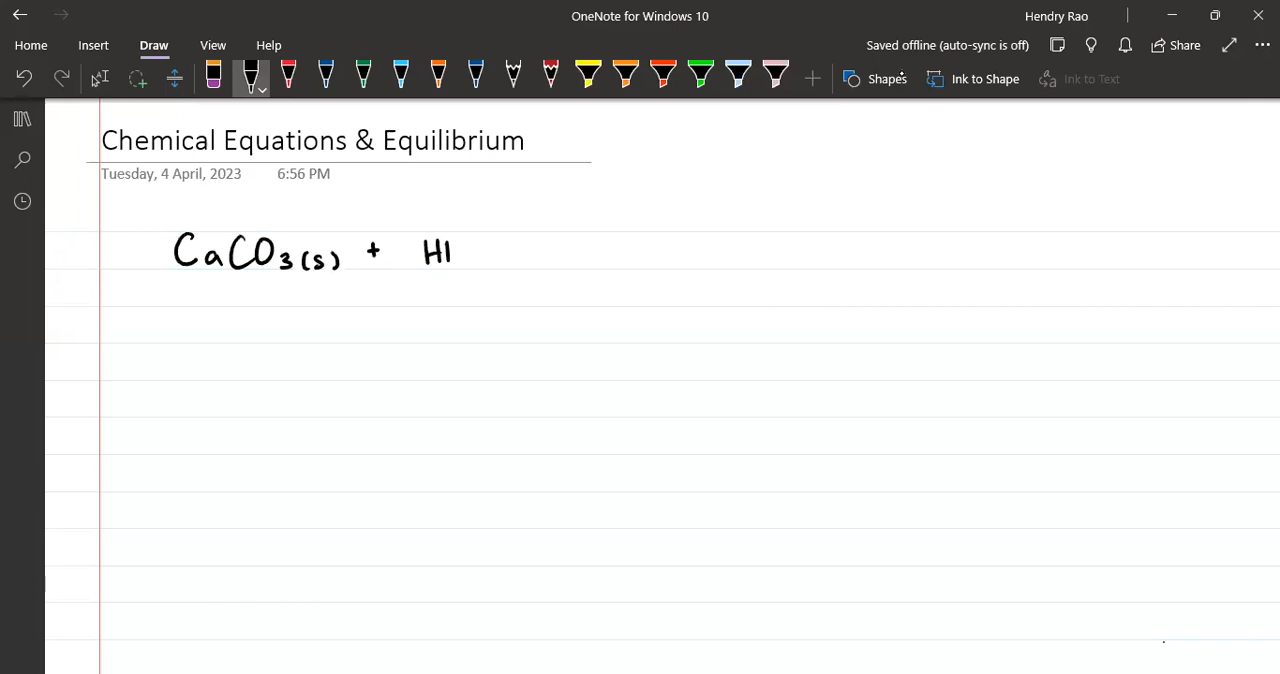 OneNote for Windows 10
Hendry Rao
Home Insert Draw View Help
Saved offline (auto-sync is off)
Share
Shapes
Ink to Shape
Ink to Text
Chemical Equations & Equilibrium
Tuesday, 4 April, 2023 6:56 PM
CaCO₃(s) + HI